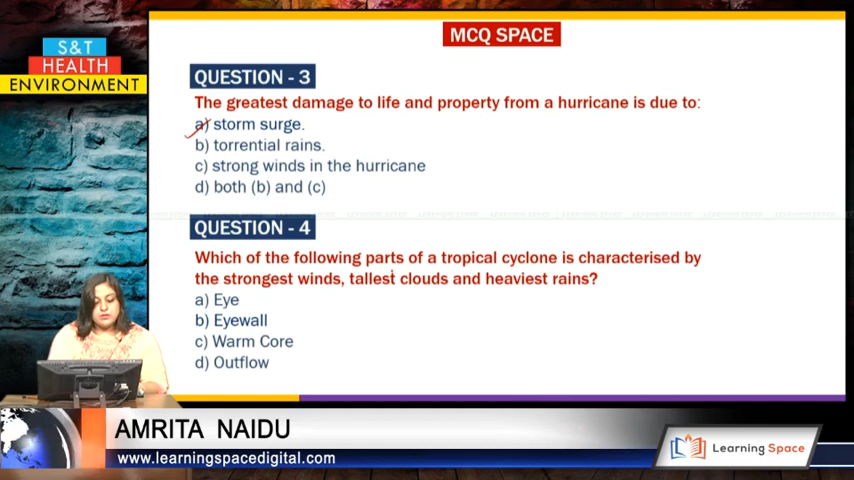 S&T
HEALTH
ENVIRONMENT
MCQ SPACE
QUESTION - 3
The greatest damage to life and property from a hurricane is due to:
a) storm surge.
b) torrential rains.
c) strong winds in the hurricane
d) both (b) and (c)
QUESTION - 4
Which of the following parts of a tropical cyclone is characterised by
the strongest winds, tallest clouds and heaviest rains?
a) Eye
b) Eyewall
c) Warm Core
d) Outflow
AMRITA NAIDU
www.learningspacedigital.com
Learning Space